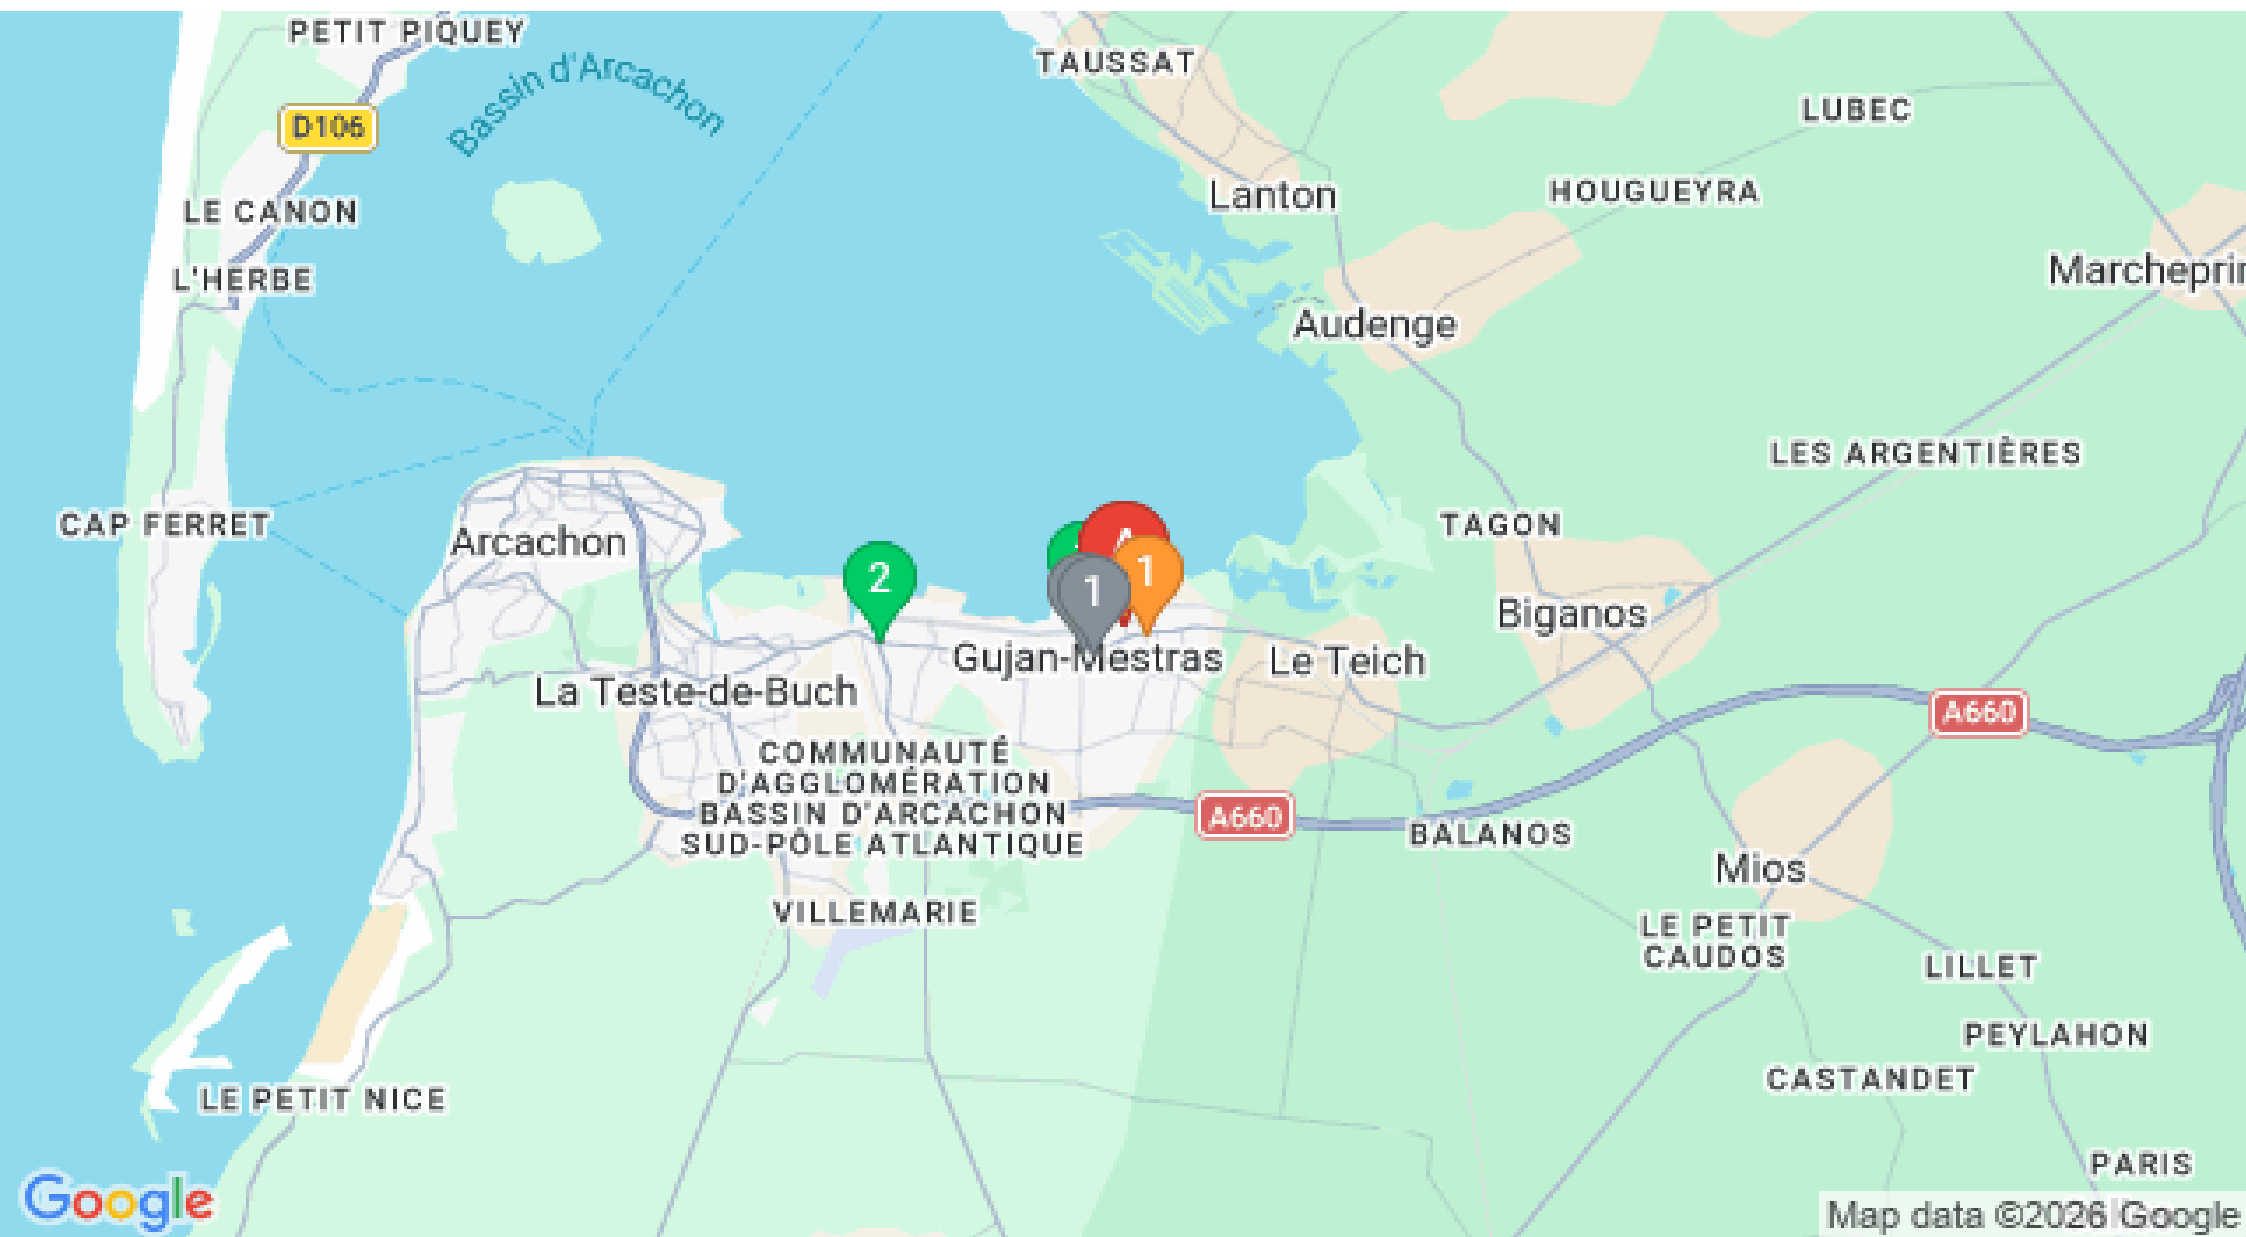 PETIT PIQUEY
Bassin d'Arcachon
TAUSSAT
D106
LUBEC
LE CANON
Lanton
HOUGUEYRA
L'HERBE
Marcheprir
Audenge
LES ARGENTIÈRES
CAP FERRET
Arcachon
TAGON
2
1
1
Biganos
Gujan-Mestras
Le Teich
La Teste-de-Buch
A660
COMMUNAUTÉ
D'AGGLOMÉRATION
BASSIN D'ARCACHON
SUD-PÔLE ATLANTIQUE
A660
BALANOS
Mios
VILLEMARIE
LE PETIT
CAUDOS
LILLET
PEYLAHON
CASTANDET
LE PETIT NICE
PARIS
Google
Map data ©2026 Google